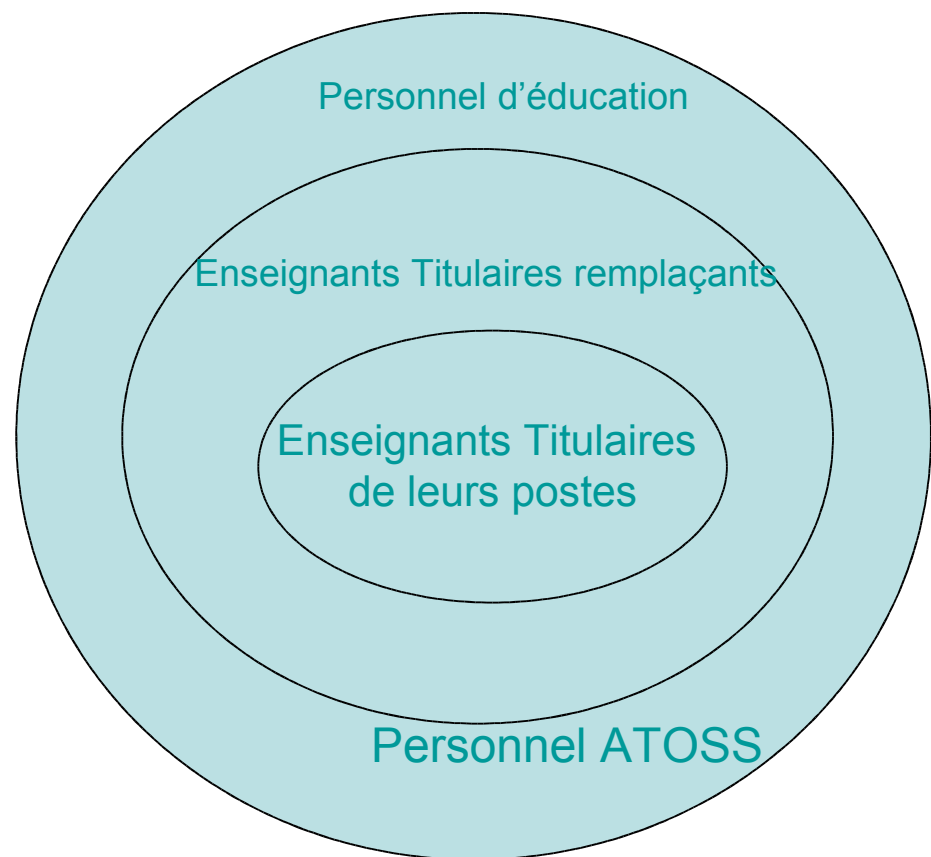 Personnel d’éducation
Enseignants Titulaires remplaçants
Enseignants Titulaires
de leurs postes
Personnel ATOSS